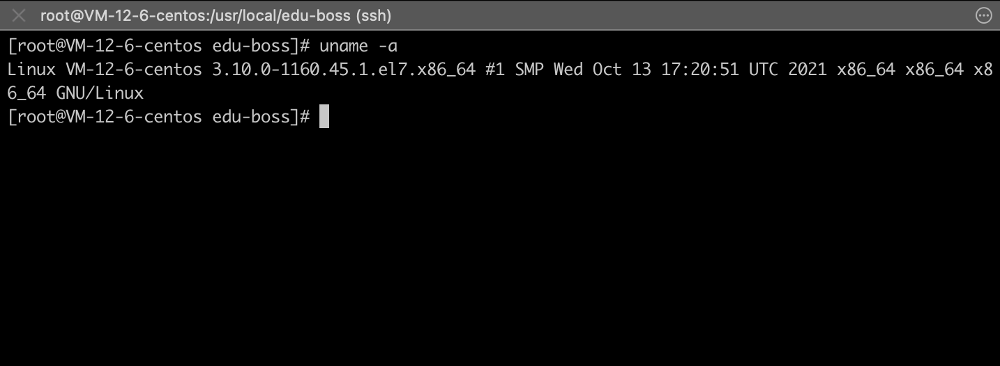 root@VM-12-6-centos:/usr/local/edu-boss (ssh)
[root@VM-12-6-centos edu-boss]# uname -a
Linux VM-12-6-centos 3.10.0-1160.45.1.el7.x86_64 #1 SMP Wed Oct 13 17:20:51 UTC 2021 x86_64 x86_64 x8
6_64 GNU/Linux
[root@VM-12-6-centos edu-boss]#